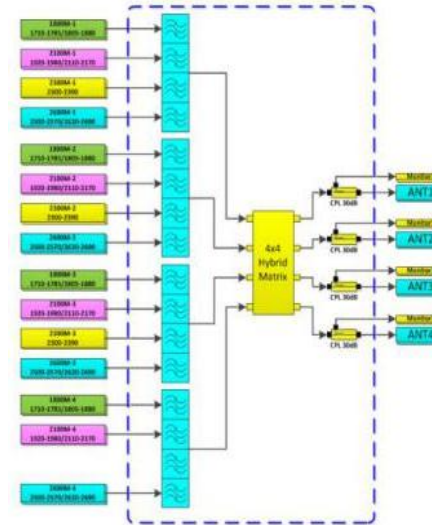 1800M-1
1710-1785/1805-1880
2100M-1
1920-1980/2110-2170
2300M-1
2300-2390
2600M-1
2500-2570/2620-2690
1800M-2
1710-1785/1805-1880
2100M-2
1920-1980/2110-2170
2300M-2
2300-2390
2600M-2
2500-2570/2620-2690
1800M-3
1710-1785/1805-1880
2100M-3
1920-1980/2110-2170
2300M-3
2300-2390
2600M-3
2500-2570/2620-2690
1800M-4
1710-1785/1805-1880
2100M-4
1920-1980/2110-2170
2600M-4
2500-2570/2620-2690
4x4
Hybrid
Matrix
CPL 30dB
CPL 30dB
CPL 30dB
CPL 30dB
Monitor
ANT1
Monitor
ANT2
Monitor
ANT3
Monitor
ANT4